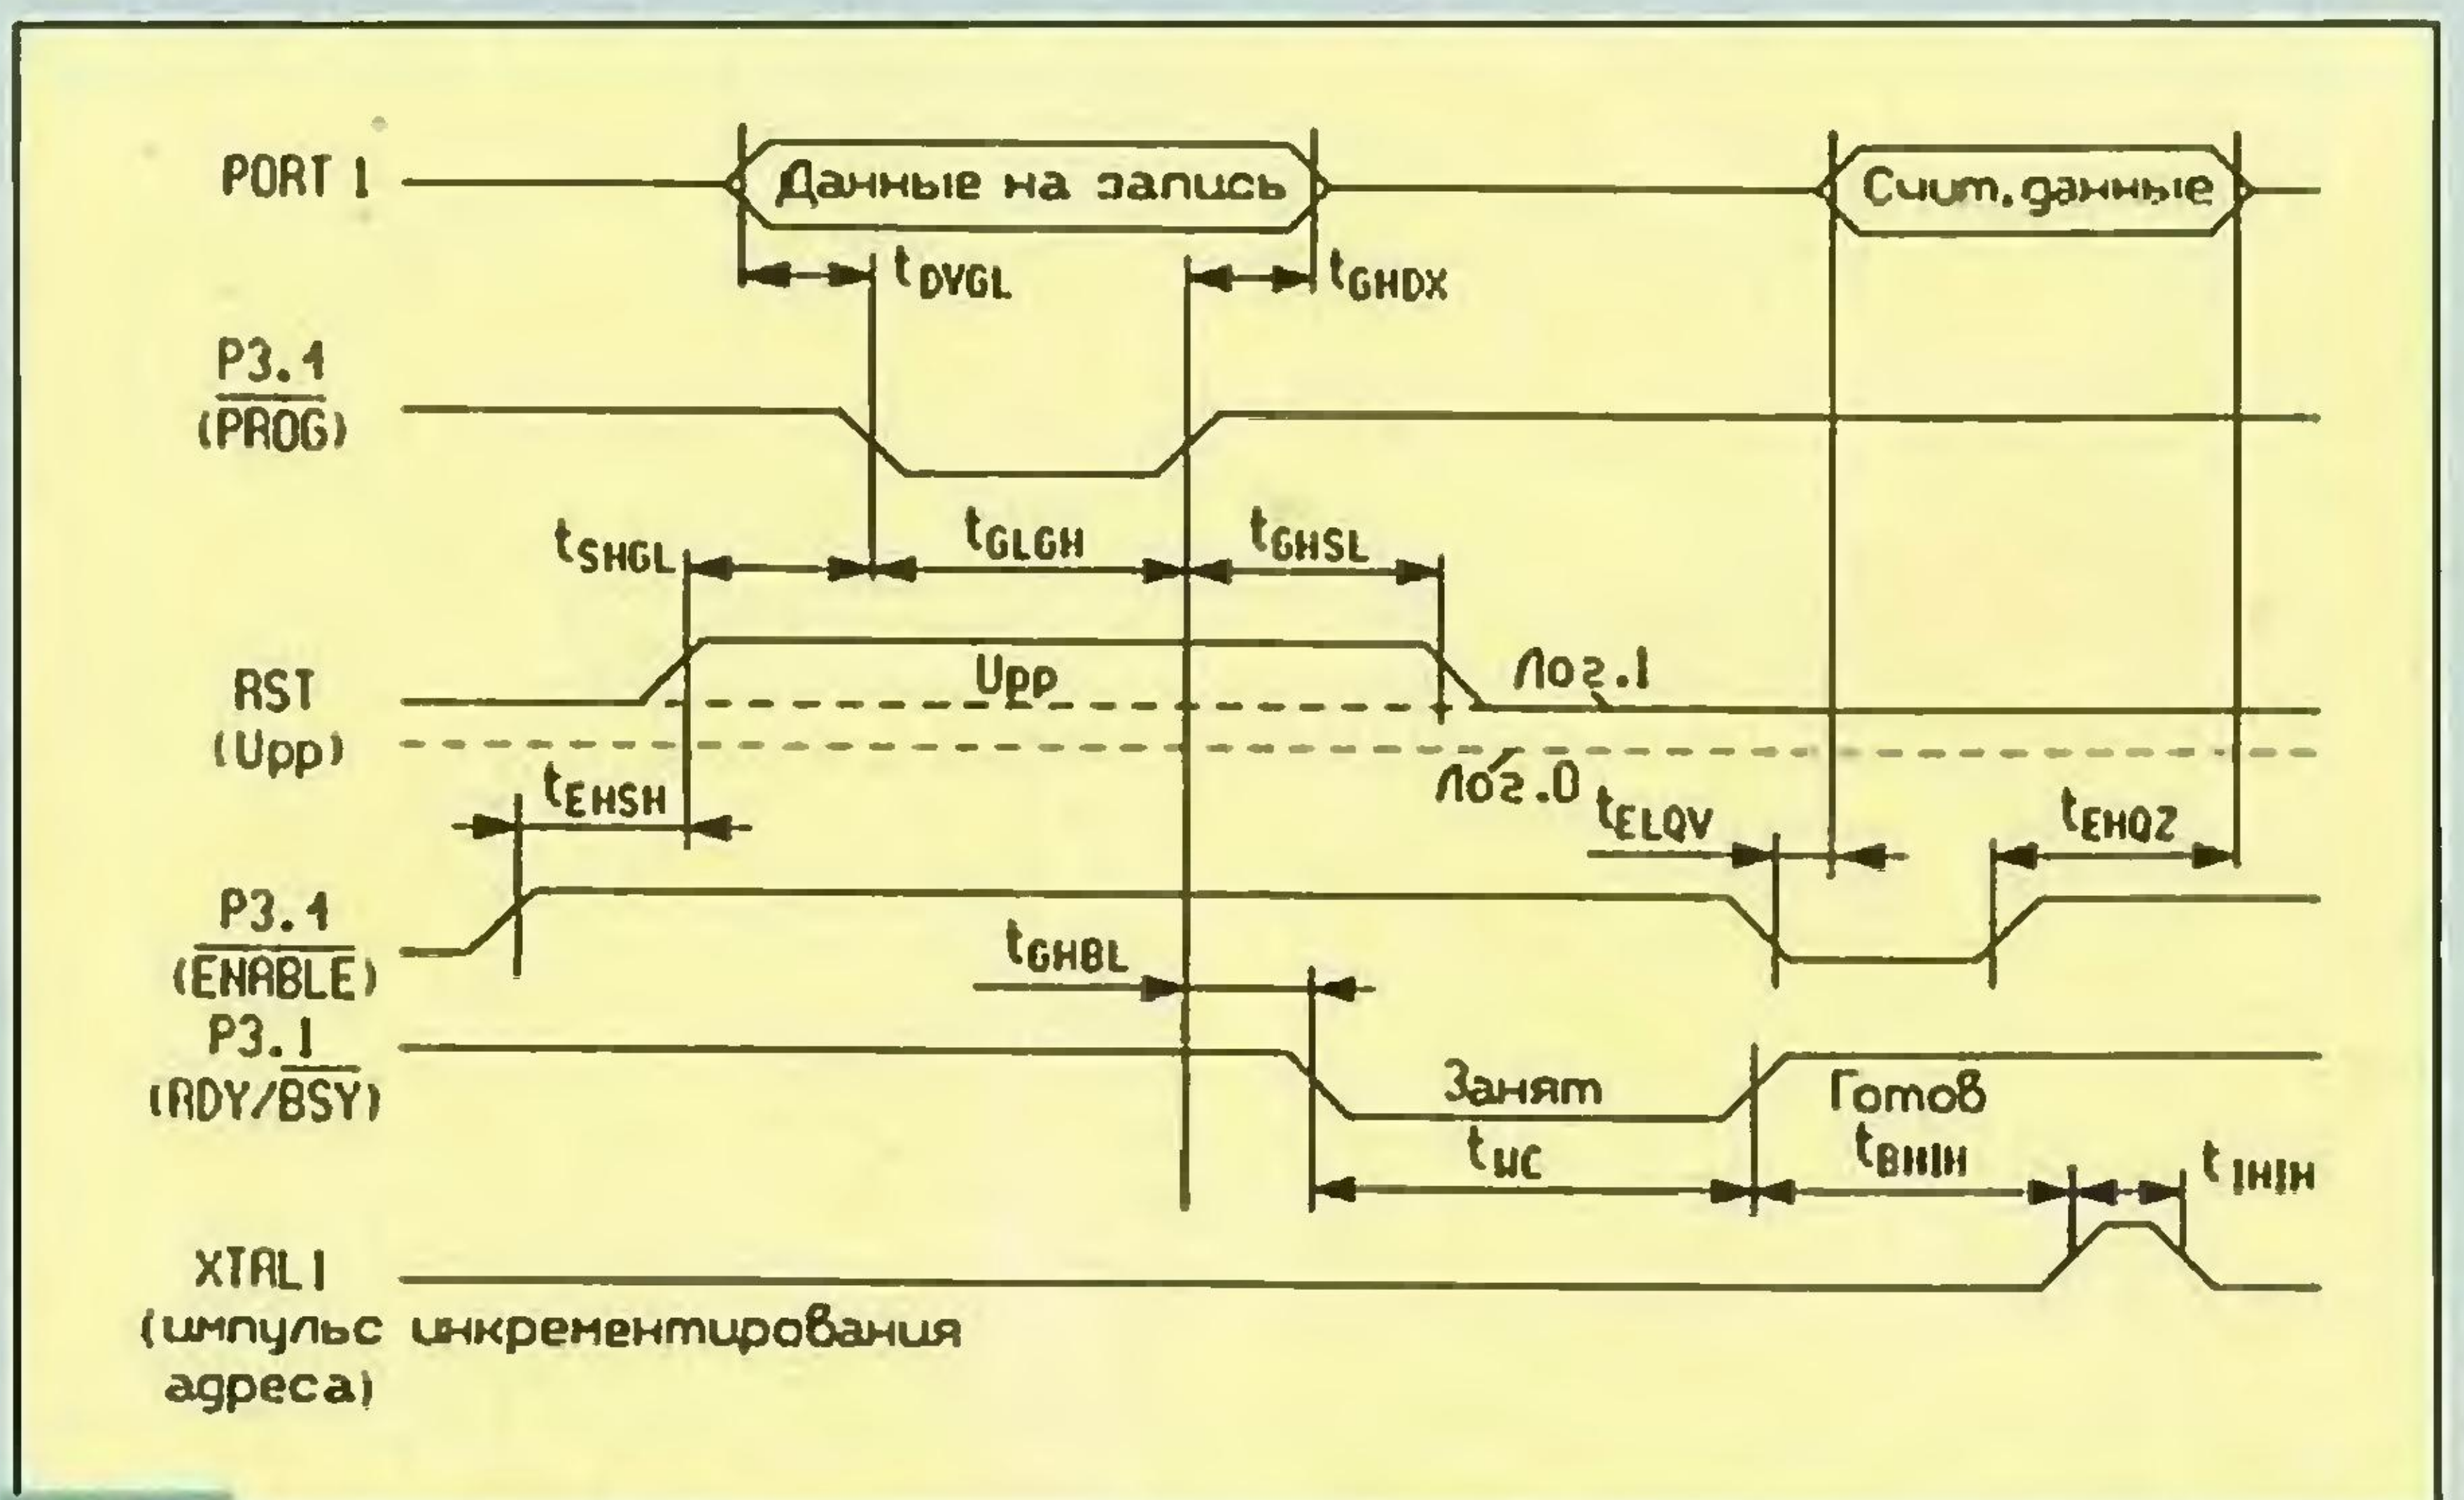 PORT 1
Данные на запись
Счит. данные
tDVGL
tGHDX
P3.4
(PROG)
tSHGL
tGLGH
tGHSL
RST
(Upp)
Upp
Лог.1
Лог.0
tEHSH
tELQV
tEHQZ
P3.4
(ENABLE)
tGHBL
P3.1
(RDY/BSY)
Занят
Готов
tWC
tBHIH
tIHIH
XTAL1
(импульс инкрементирования
адреса)